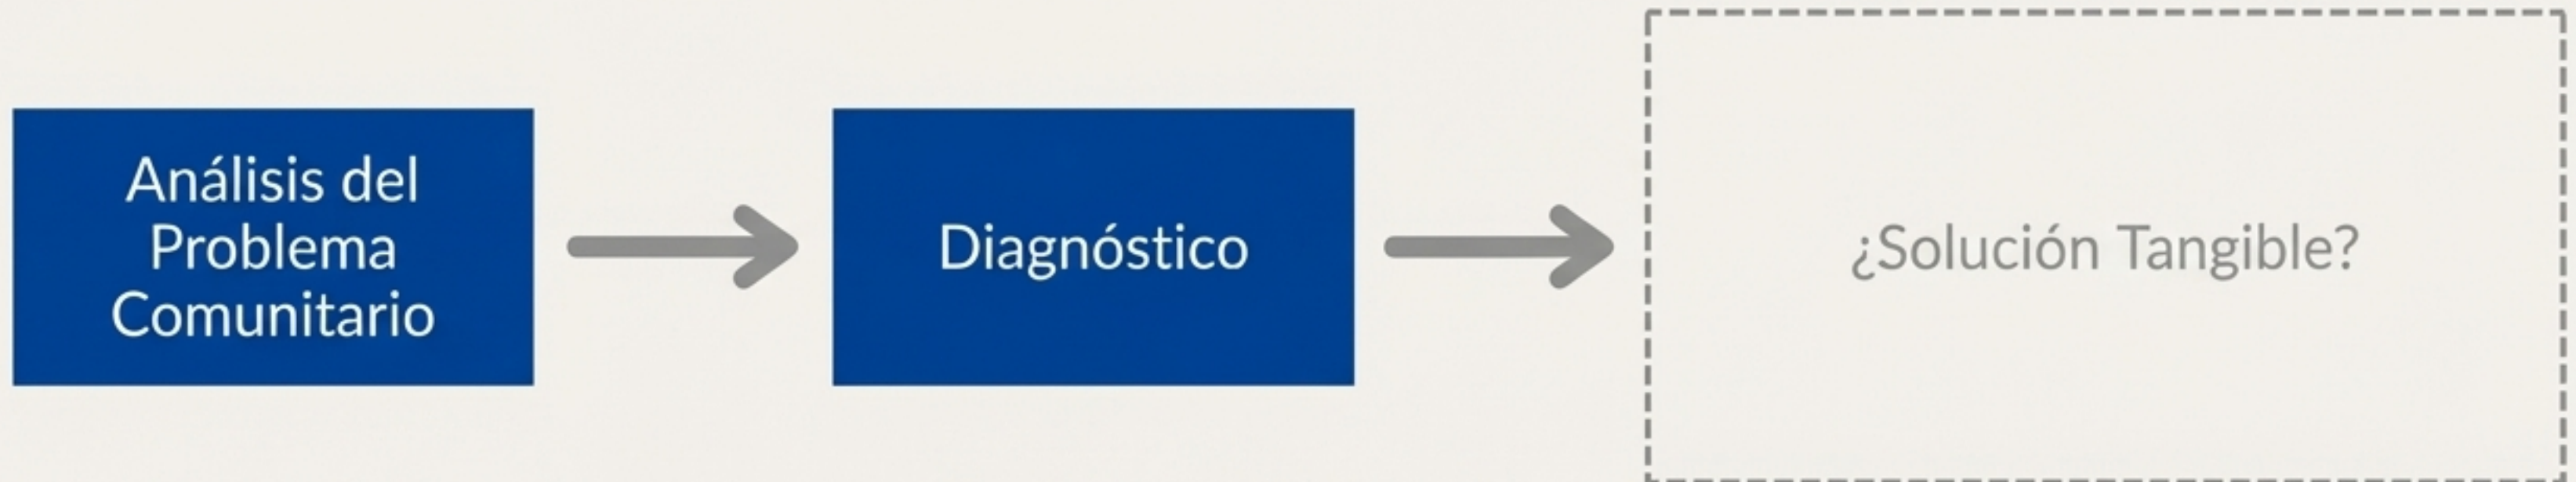 Análisis del
Problema
Comunitario
Diagnóstico
¿Solución Tangible?